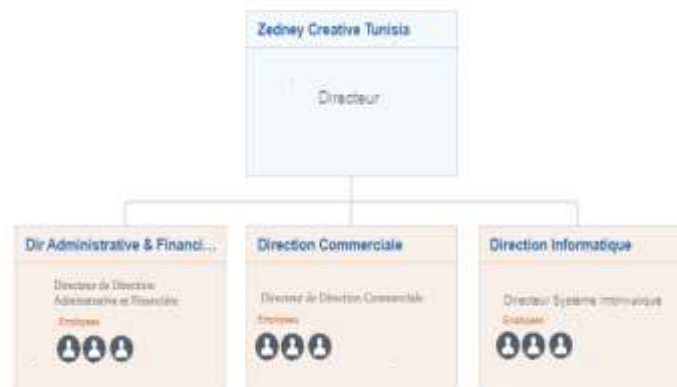 Zedney Creative Tunisia
Directeur
Dir Administrative & Financi...
Directeur de Direction
Administrative et Financière
Employees
Direction Commerciale
Directeur de Direction Commerciale
Employees
Direction Informatique
Directeur Système Informatique
Employees